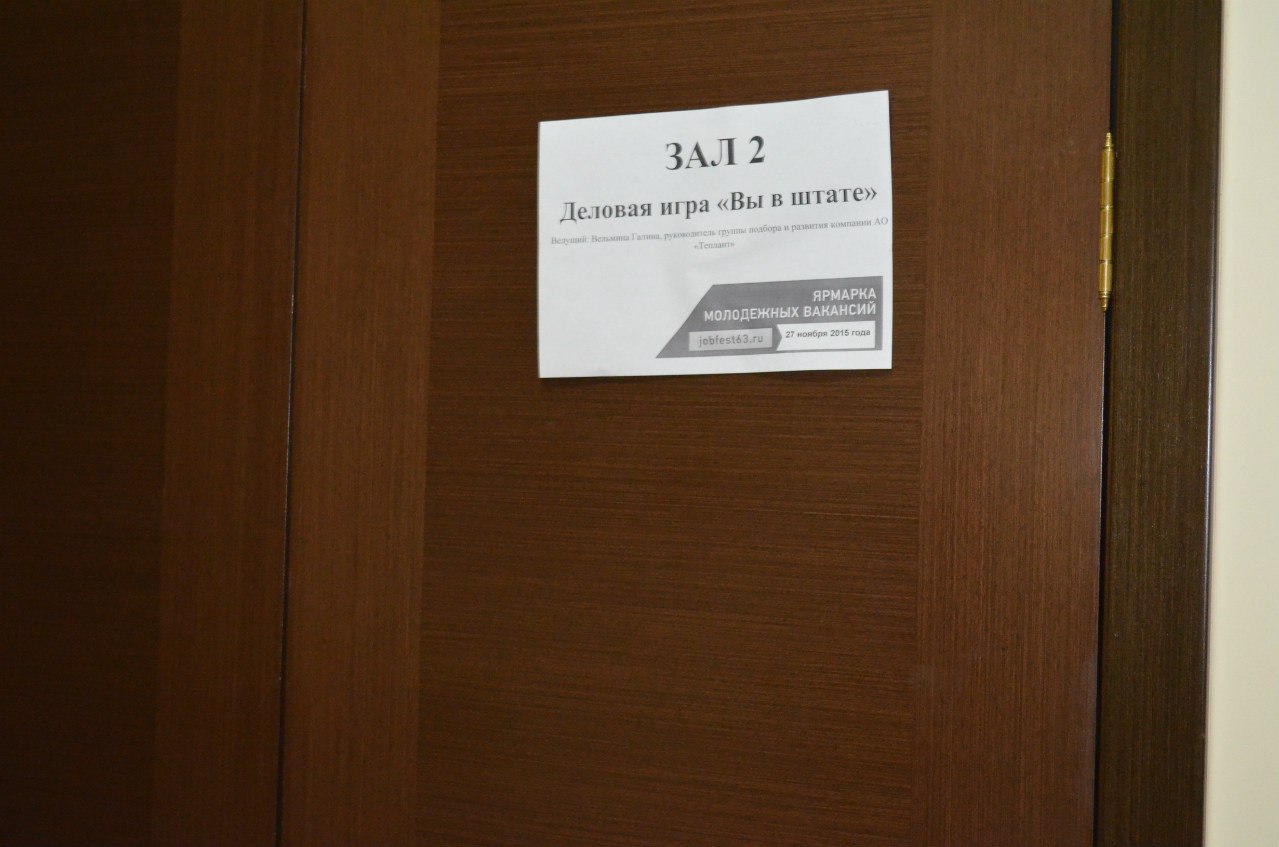 ЗАЛ 2
Деловая игра «Вы в штате»
Ведущий: Вельмина Галина, руководитель группы подбора и развития компании АО
«Теплант»
ЯРМАРКА
МОЛОДЕЖНЫХ ВАКАНСИЙ
jobfest63.ru 27 ноября 2015 года